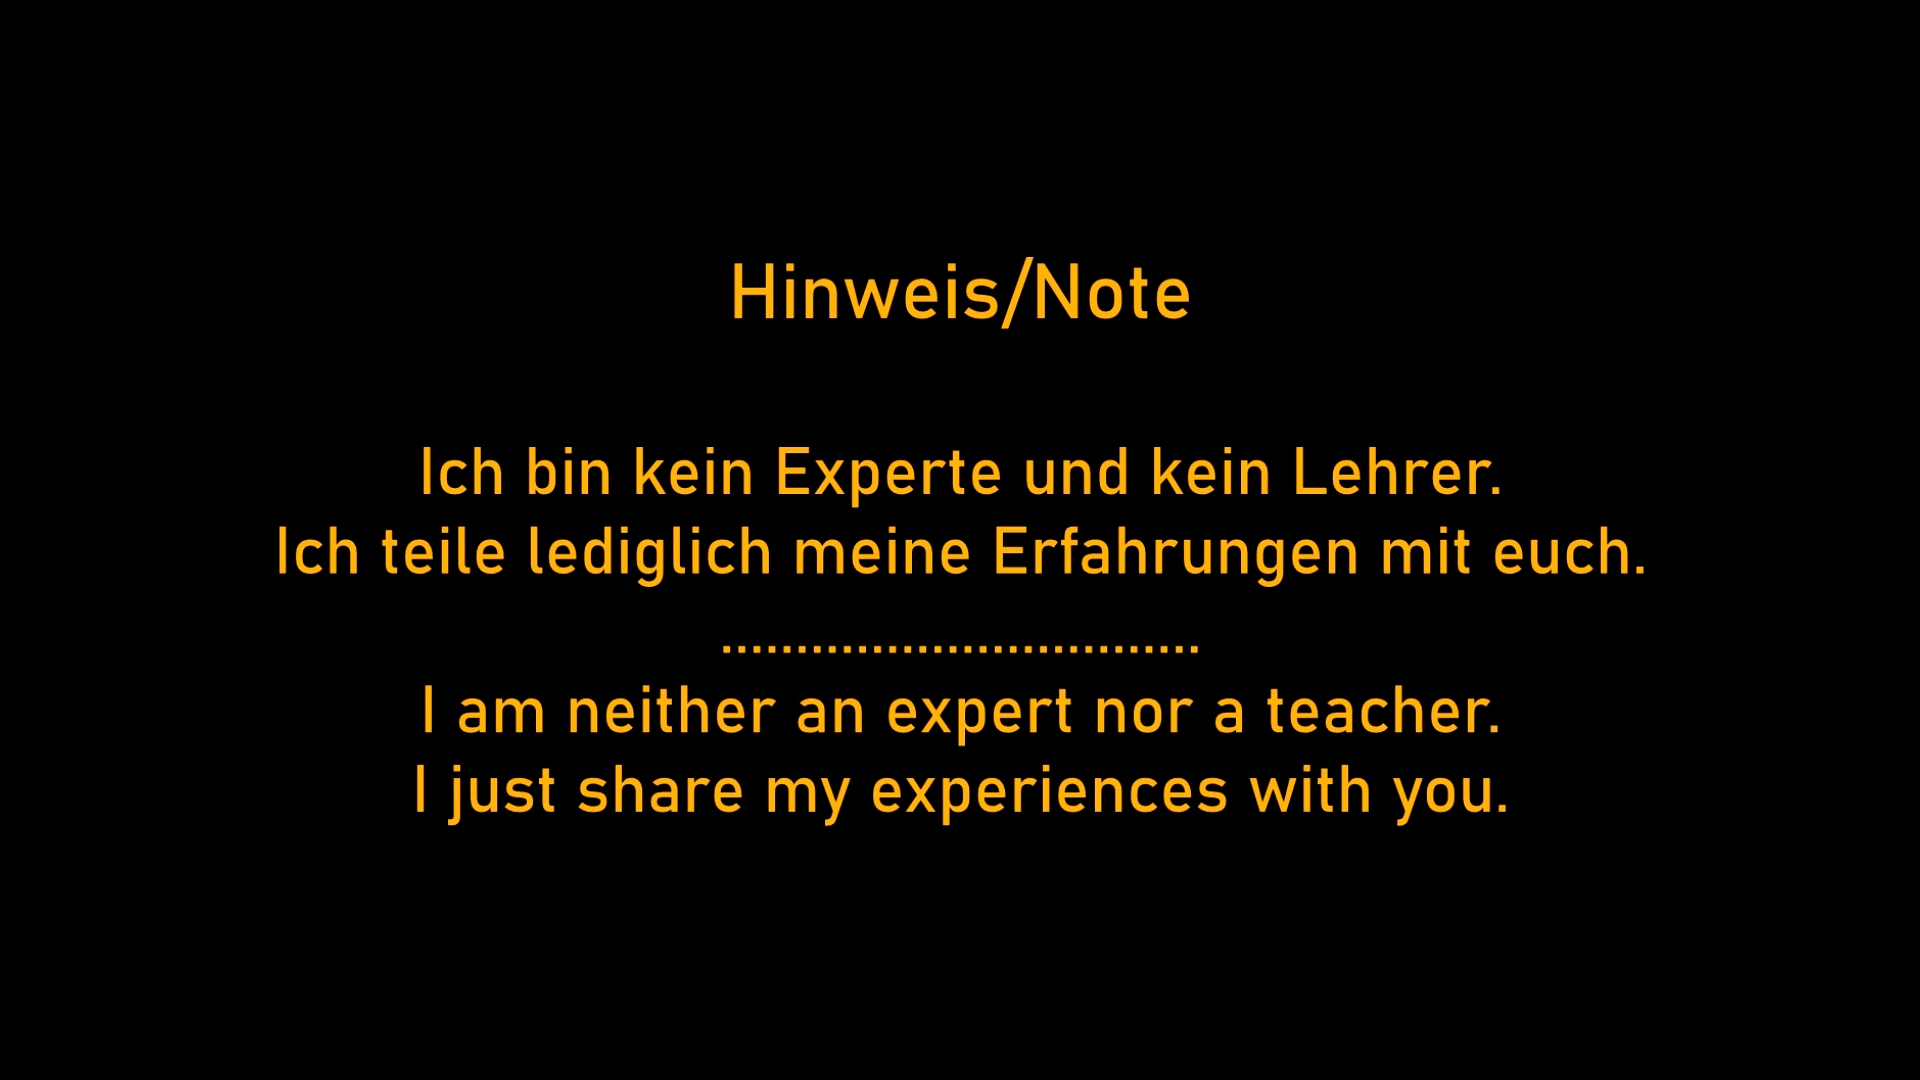 Hinweis/Note
Ich bin kein Experte und kein Lehrer.
Ich teile lediglich meine Erfahrungen mit euch.
................................
I am neither an expert nor a teacher.
I just share my experiences with you.